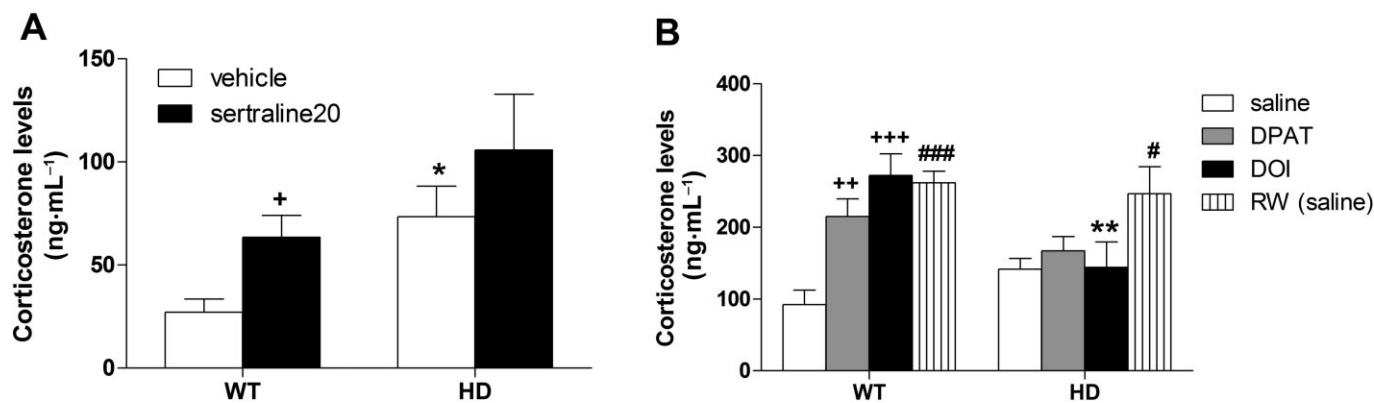 A
Corticosterone levels
(ng·mL⁻¹)
150
100
50
0
vehicle
sertraline20
+
*
WT
HD
B
Corticosterone levels
(ng·mL⁻¹)
400
300
200
100
0
++
+++
###
**
#
WT
HD
saline
DPAT
DOI
RW (saline)